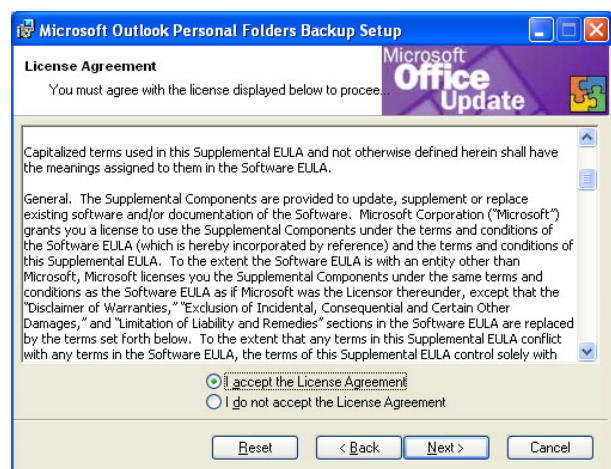 Microsoft Outlook Personal Folders Backup Setup
License Agreement
You must agree with the license displayed below to procee...
Microsoft
Office
Update
Capitalized terms used in this Supplemental EULA and not otherwise defined herein shall have
the meanings assigned to them in the Software EULA.
General. The Supplemental Components are provided to update, supplement or replace
existing software and/or documentation of the Software. Microsoft Corporation ("Microsoft")
grants you a license to use the Supplemental Components under the terms and conditions of
the Software EULA (which is hereby incorporated by reference) and the terms and conditions of
this Supplemental EULA. To the extent the Software EULA is with an entity other than
Microsoft, Microsoft licenses you the Supplemental Components under the same terms and
conditions as the Software EULA as if Microsoft was the Licensor thereunder, except that the
"Disclaimer of Warranties," "Exclusion of Incidental, Consequential and Certain Other
Damages," and "Limitation of Liability and Remedies" sections in the Software EULA are replaced
by the terms set forth below. To the extent that any terms in this Supplemental EULA conflict
with any terms in the Software EULA, the terms of this Supplemental EULA control solely with
I accept the License Agreement
I do not accept the License Agreement
Reset
< Back
Next >
Cancel